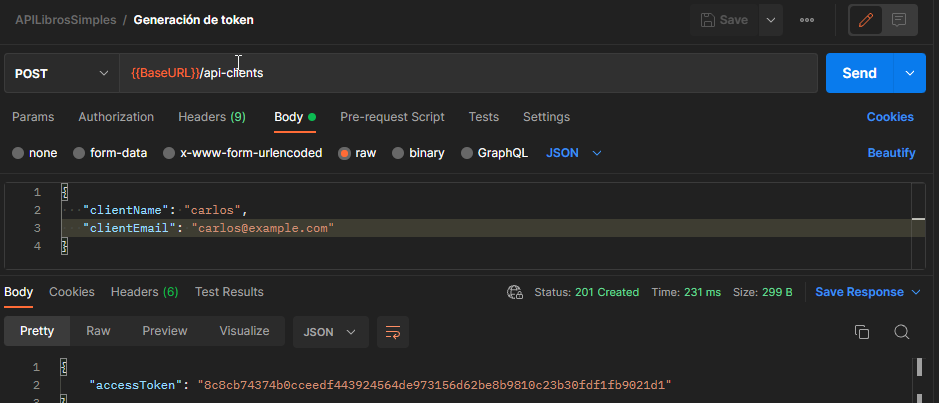 APILibrosSimples / Generación de token
Save
POST {{BaseURL}}/api-clients Send
Params Authorization Headers (9) Body Pre-request Script Tests Settings Cookies
none form-data x-www-form-urlencoded raw binary GraphQL JSON Beautify
1 {
2 "clientName": "carlos",
3 "clientEmail": "carlos@example.com"
4 }
Body Cookies Headers (6) Test Results Status: 201 Created Time: 231 ms Size: 299 B Save Response
Pretty Raw Preview Visualize JSON
1 {
2 "accessToken": "8c8cb74374b0cceedf443924564de973156d62be8b9810c23b30fdf1fb9021d1"
}